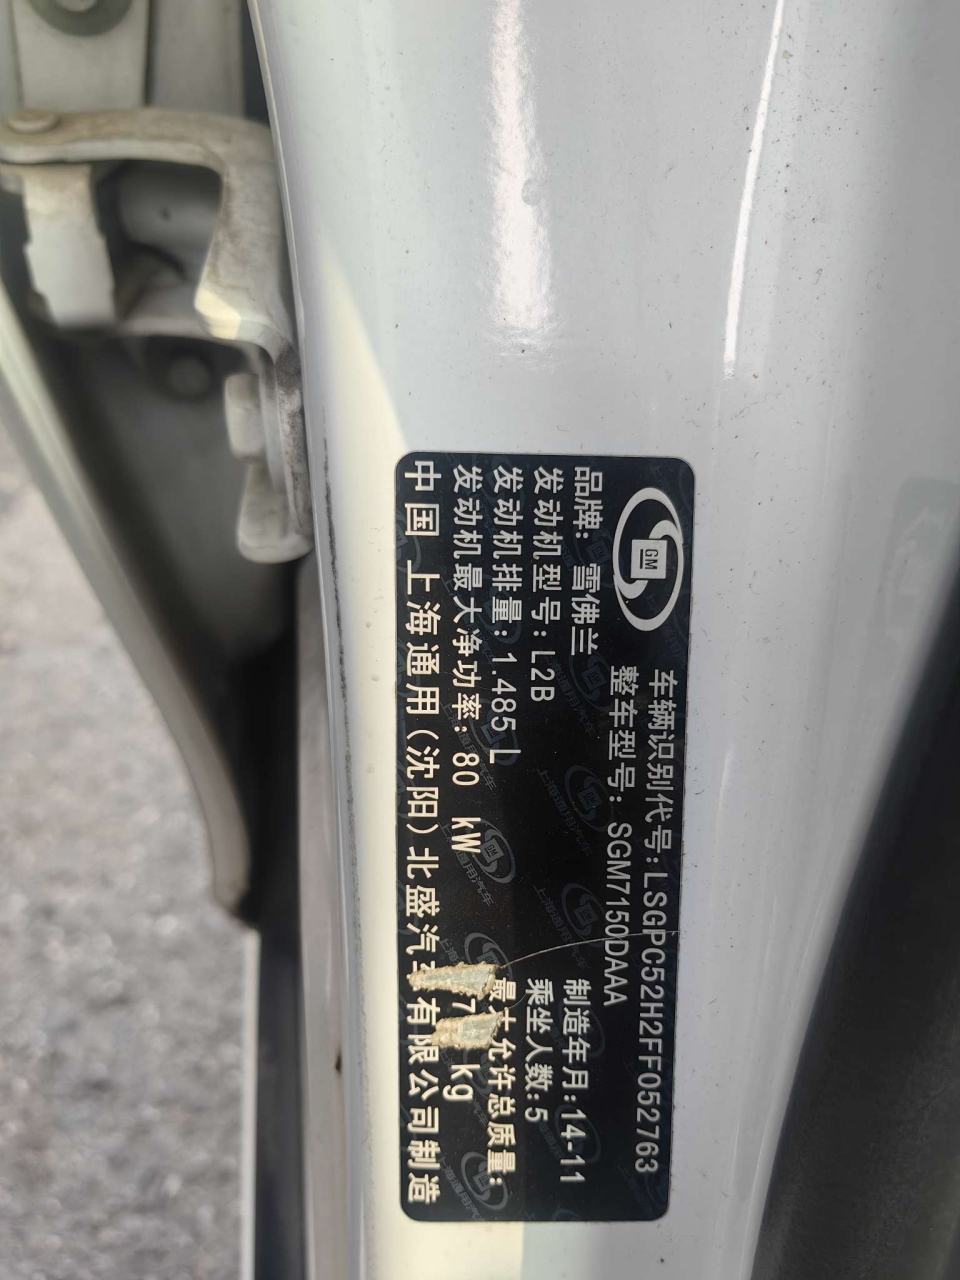 GM
车辆识别代号:LSGPC52H2FF052763
整车型号: SGM7150DAAA
品牌: 雪佛兰
制造年月:14-11
发动机型号:L2B
乘坐人数:5
发动机排量:1.485 L
最大允许总质量:
发动机最大净功率:80 kW
7 kg
中国 上海通用(沈阳)北盛汽车有限公司制造